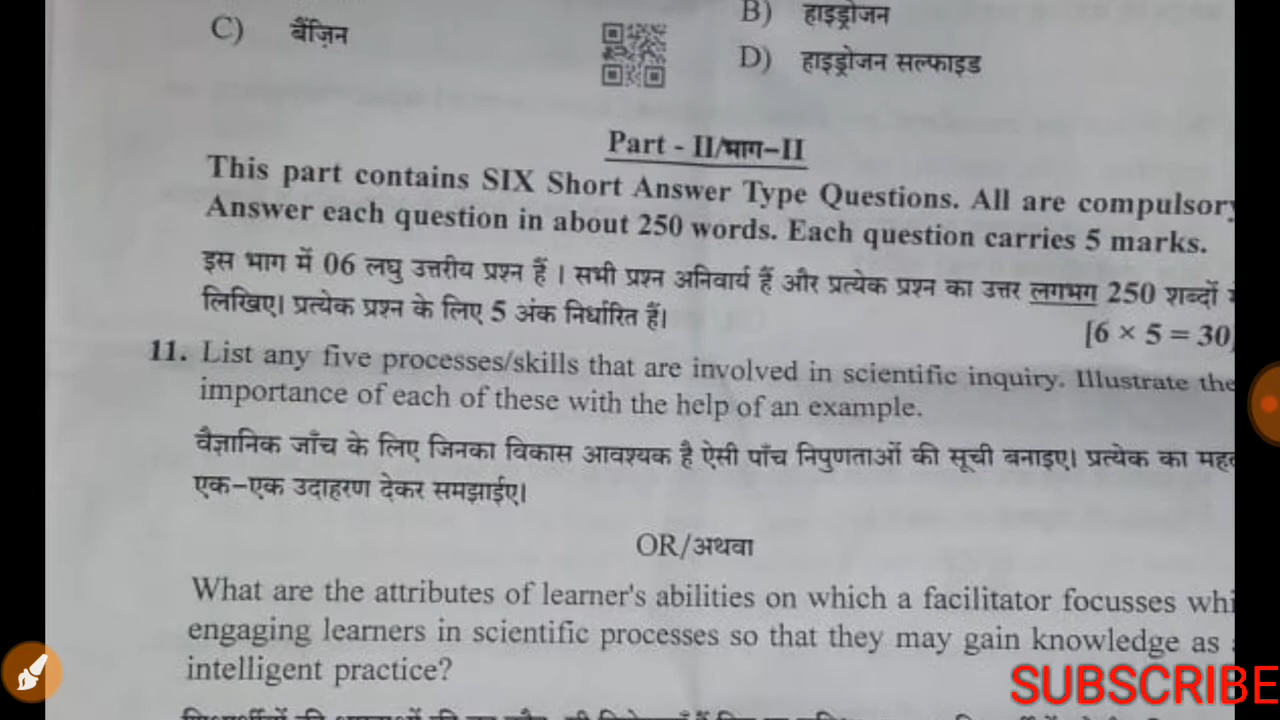 B) हाइड्रोजन
C) बैंज़िन
D) हाइड्रोजन सल्फाइड
Part - II/भाग–II
This part contains SIX Short Answer Type Questions. All are compulsory
Answer each question in about 250 words. Each question carries 5 marks.
इस भाग में 06 लघु उत्तरीय प्रश्न हैं । सभी प्रश्न अनिवार्य हैं और प्रत्येक प्रश्न का उत्तर लगभग 250 शब्दों
लिखिए। प्रत्येक प्रश्न के लिए 5 अंक निर्धारित हैं।
[6 × 5 = 30]
11. List any five processes/skills that are involved in scientific inquiry. Illustrate the
importance of each of these with the help of an example.
वैज्ञानिक जाँच के लिए जिनका विकास आवश्यक है ऐसी पाँच निपुणताओं की सूची बनाइए। प्रत्येक का
एक–एक उदाहरण देकर समझाईए।
OR/अथवा
What are the attributes of learner's abilities on which a facilitator focusses whi
engaging learners in scientific processes so that they may gain knowledge as
intelligent practice?
SUBSCRIBE